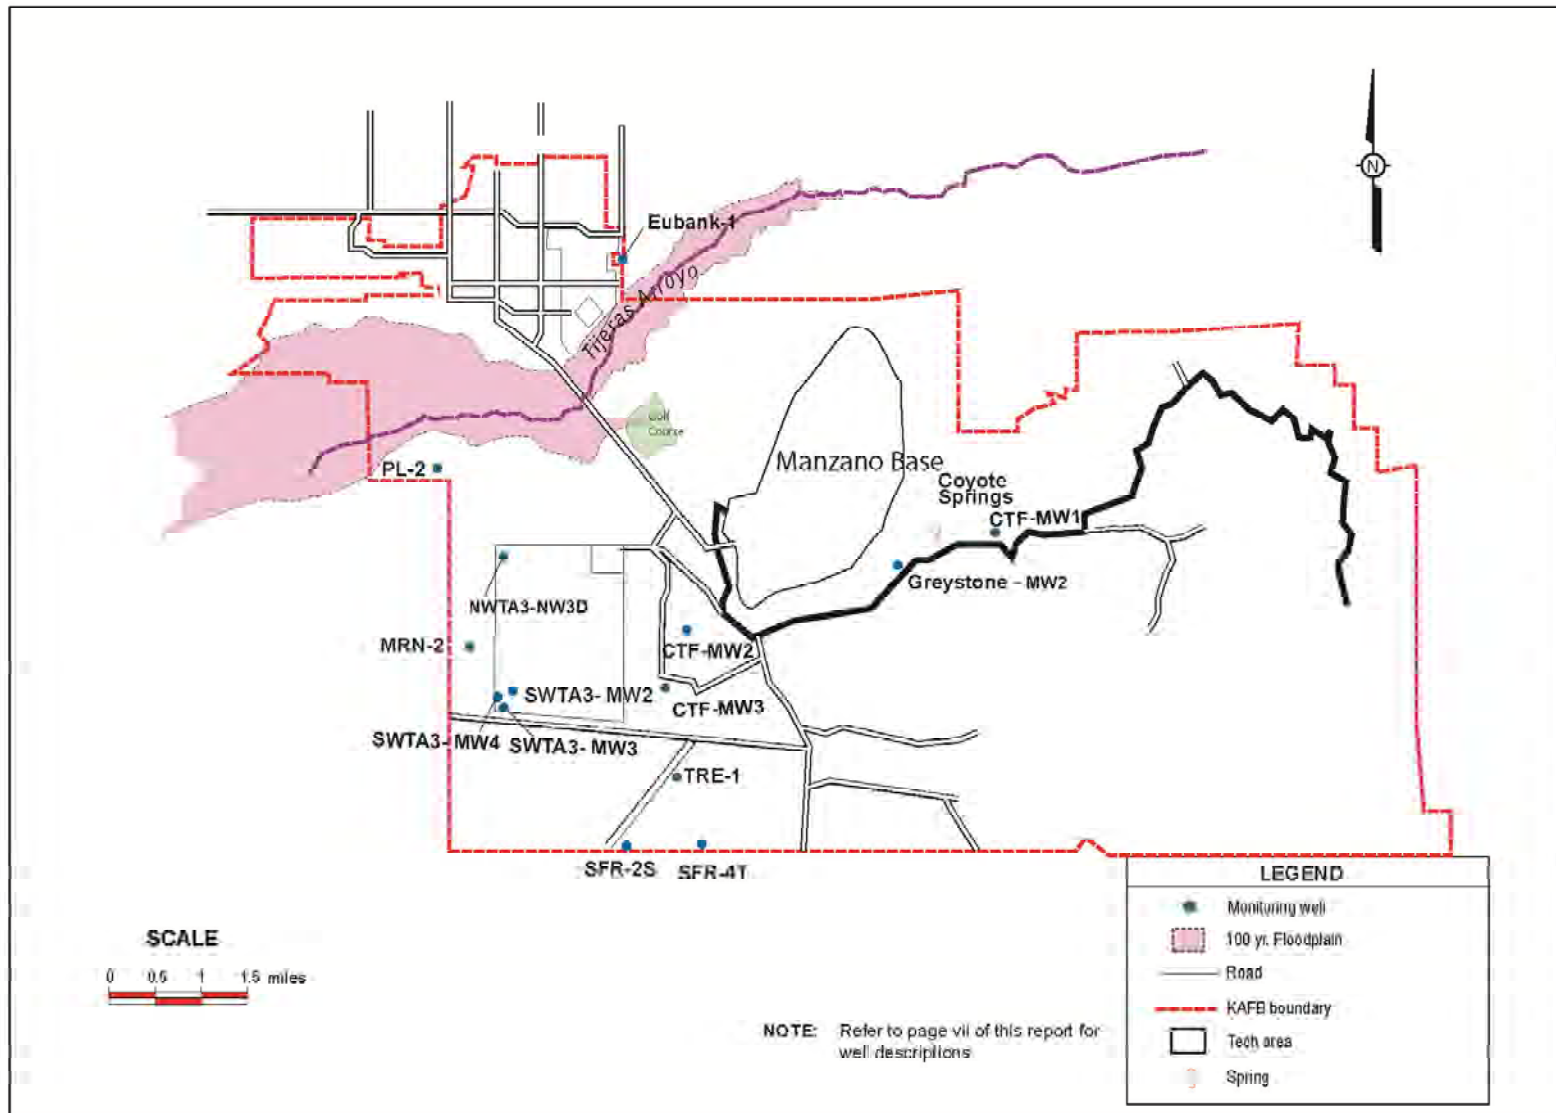 N
Eubank-1
Tijeras Arroyo
Golf
Course
Manzano Base
PL-2
Coyote
Springs
CTF-MW1
Greystone - MW2
NWTA3-NW3D
MRN-2
CTF-MW2
SWTA3- MW2
CTF-MW3
SWTA3-MW4
SWTA3- MW3
TRE-1
SFR-2S
SFR-4T
SCALE
0 0.5 1 1.5 miles
NOTE: Refer to page vii of this report for
well descriptions
LEGEND
Monitoring well
100 yr. Floodplain
Road
KAFB boundary
Tech area
Spring